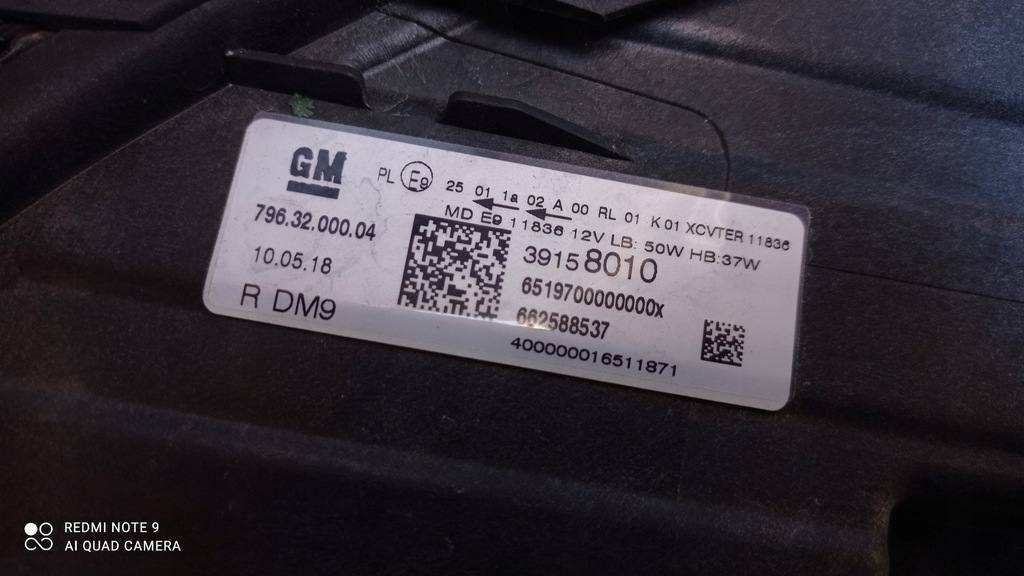 GM
PL E9 25 01 1a 02 A 00 RL 01 K 01 XCVTER 11836
MD E9 11836 12V LB: 50W HB:37W
796.32.000.04
39158010
10.05.18
6519700000000x
R DM9
662588537
400000016511871
REDMI NOTE 9
AI QUAD CAMERA